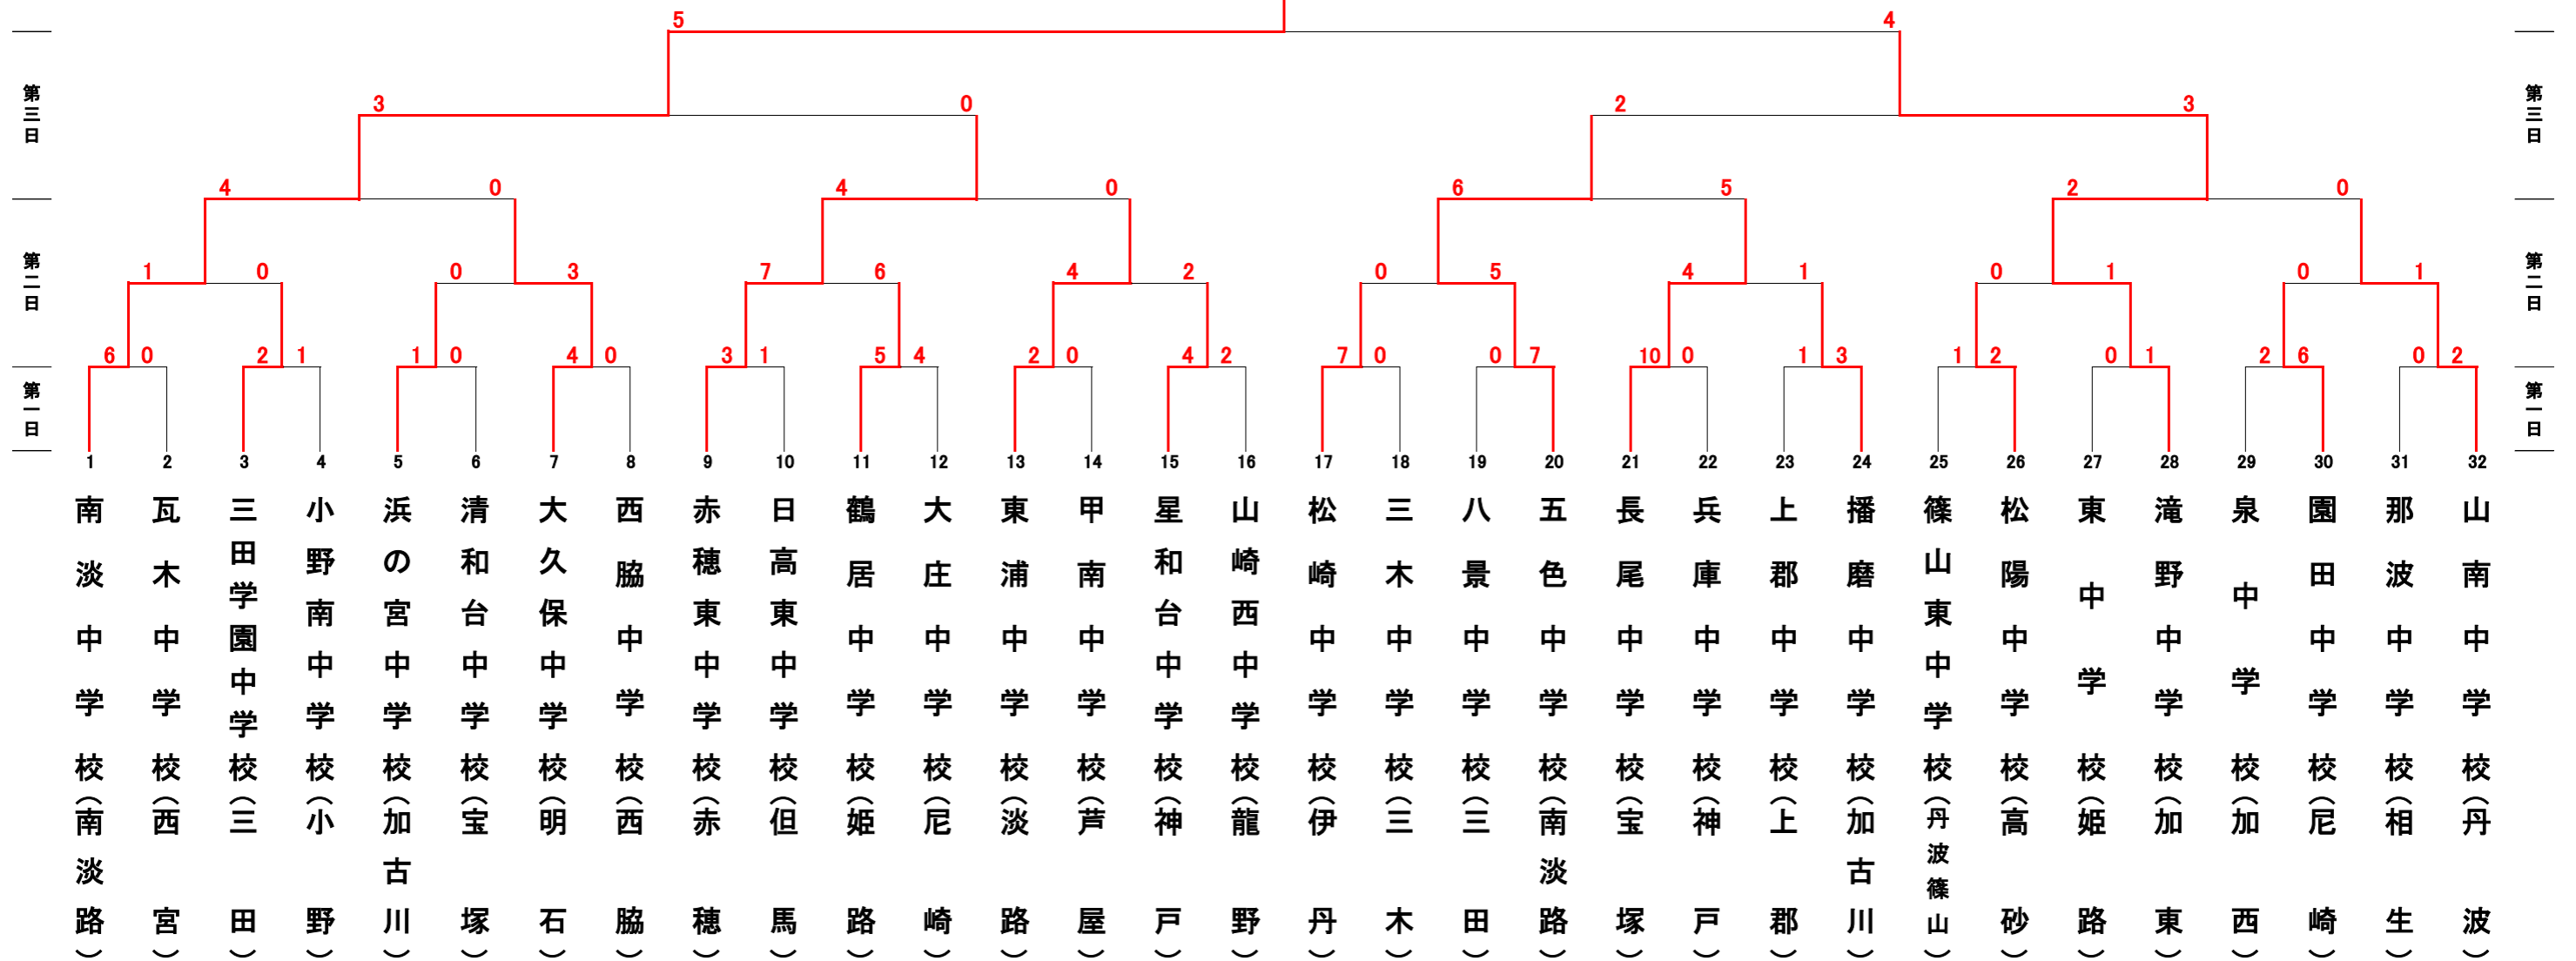 5 4
第三日 3 0 2 3 第三日
4 0 4 0 6 5 2 0
第二日 1 0 0 3 7 6 4 2 0 5 4 1 0 1 0 1 第二日
第一日 6 0 2 1 1 0 4 0 3 1 5 4 2 0 4 2 7 0 0 7 10 0 1 3 1 2 0 1 2 6 0 2 第一日
1 2 3 4 5 6 7 8 9 10 11 12 13 14 15 16 17 18 19 20 21 22 23 24 25 26 27 28 29 30 31 32
南淡中学校(南淡路)
瓦木中学校(西宮)
三田学園中学校(三田)
小野南中学校(小野)
浜の宮中学校(加古川)
清和台中学校(宝塚)
大久保中学校(明石)
西脇中学校(西脇)
赤穂東中学校(赤穂)
日高東中学校(但馬)
鶴居中学校(姫路)
大庄中学校(尼崎)
東浦中学校(淡路)
甲南中学校(芦屋)
星和台中学校(神戸)
山崎西中学校(龍野)
松崎中学校(伊丹)
三木中学校(三木)
八景中学校(三田)
五色中学校(南淡路)
長尾中学校(宝塚)
兵庫中学校(神戸)
上郡中学校(上郡)
播磨中学校(加古川)
篠山東中学校(丹波篠山)
松陽中学校(高砂)
東中学校(姫路)
滝野中学校(加東)
泉中学校(加西)
園田中学校(尼崎)
那波中学校(相生)
山南中学校(丹波)